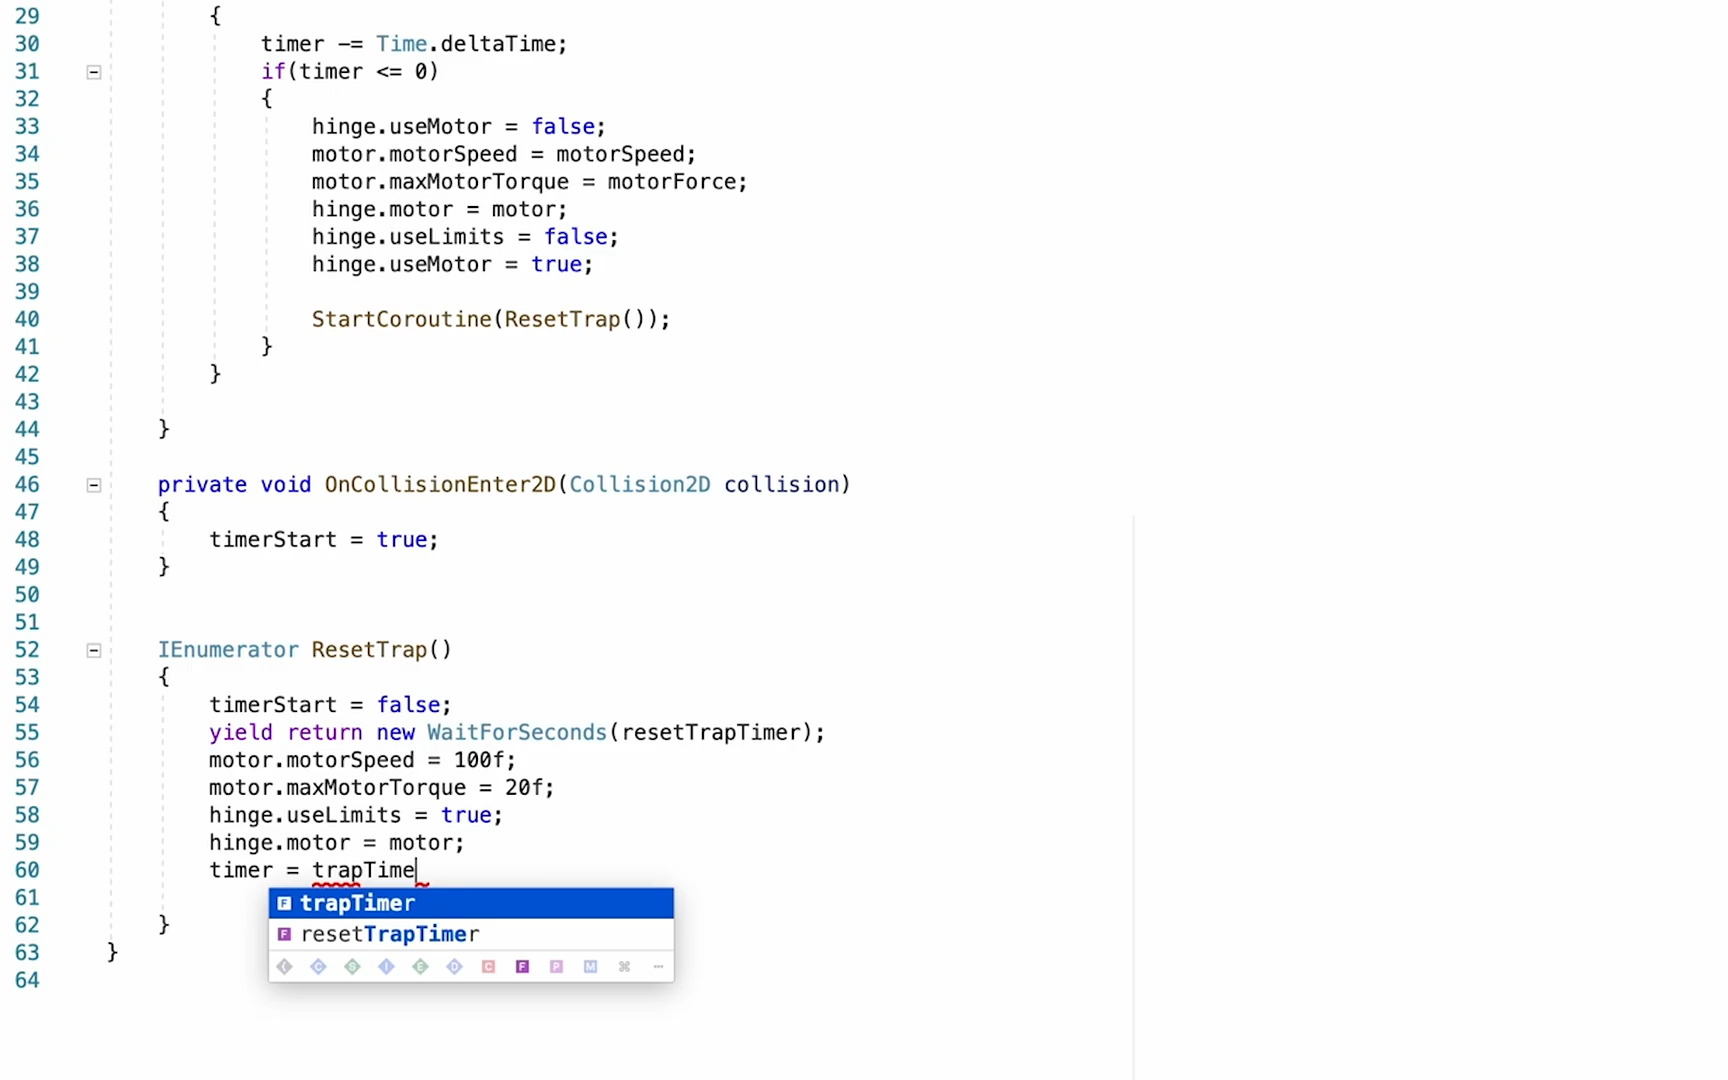 29 {
30 timer -= Time.deltaTime;
31 if(timer <= 0)
32 {
33 hinge.useMotor = false;
34 motor.motorSpeed = motorSpeed;
35 motor.maxMotorTorque = motorForce;
36 hinge.motor = motor;
37 hinge.useLimits = false;
38 hinge.useMotor = true;
39
40 StartCoroutine(ResetTrap());
41 }
42 }
43
44 }
45
46 private void OnCollisionEnter2D(Collision2D collision)
47 {
48 timerStart = true;
49 }
50
51
52 IEnumerator ResetTrap()
53 {
54 timerStart = false;
55 yield return new WaitForSeconds(resetTrapTimer);
56 motor.motorSpeed = 100f;
57 motor.maxMotorTorque = 20f;
58 hinge.useLimits = true;
59 hinge.motor = motor;
60 timer = trapTime
61
F trapTimer
62 }
F resetTrapTimer
63 }
C S I E D C F P M ⌘ ···
64